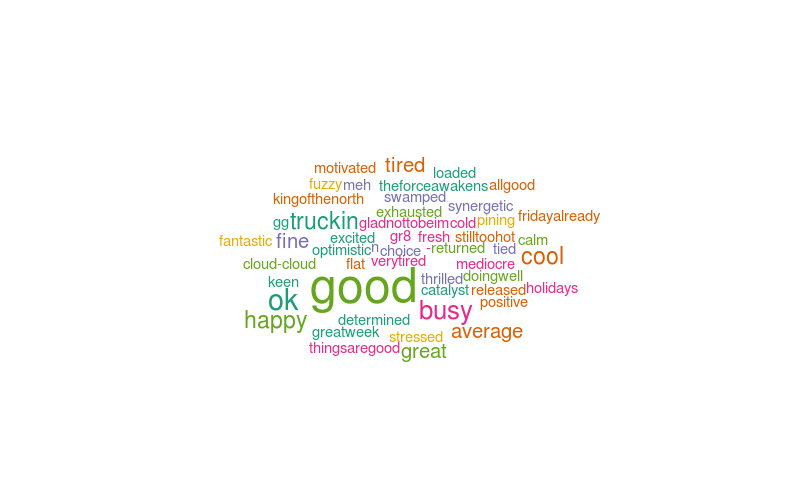 tired
motivated
loaded
fuzzy
meh
theforceawakens
allgood
kingofthenorth
swamped
synergetic
exhausted
fridayalready
gg
truckin
gladnottobeim
cold
pining
fantastic
fine
excited
gr8
fresh
stilltoohot
calm
optimistic
n
choice
-returned
tied
cool
cloud-cloud
flat
verytired
mediocre
keen
good
thrilled
doingwell
ok
catalyst
released
holidays
positive
happy
determined
busy
greatweek
stressed
average
thingsaregood
great